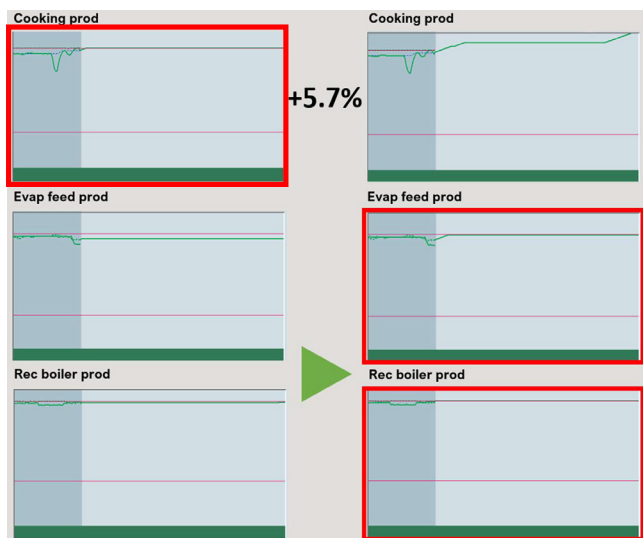 Cooking prod
Cooking prod
+5.7%
Evap feed prod
Evap feed prod
Rec boiler prod
Rec boiler prod